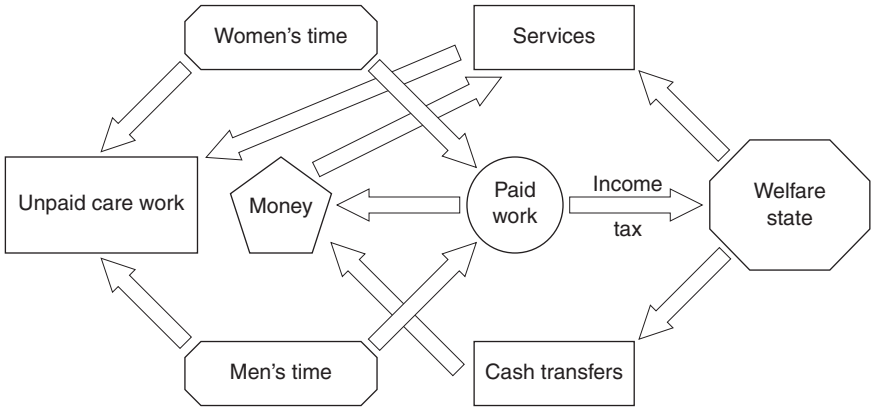 Women's time
Services
Unpaid care work
Money
Paid
work
Income
tax
Welfare
state
Men's time
Cash transfers